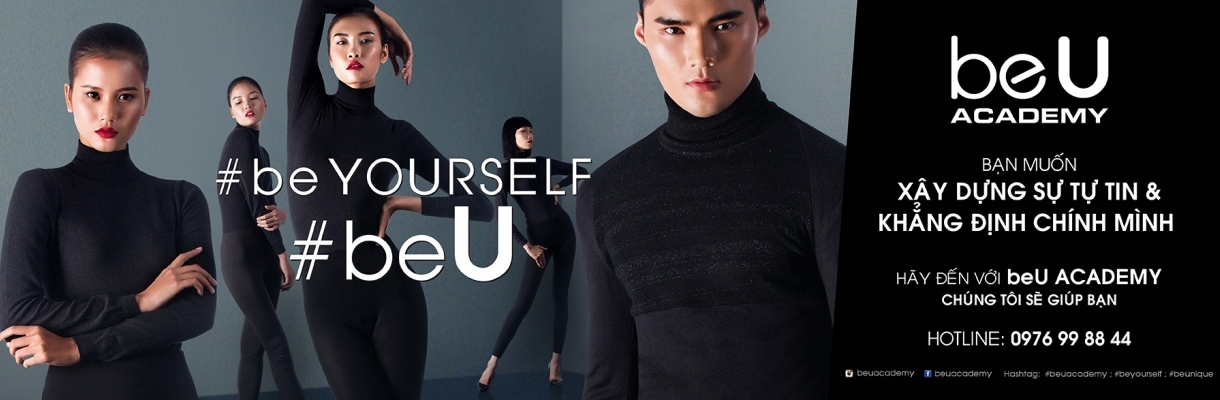 #beYOURSELF
#beU
beU
ACADEMY
BẠN MUỐN
XÂY DỰNG SỰ TỰ TIN &
KHẲNG ĐỊNH CHÍNH MÌNH
HÃY ĐẾN VỚI beU ACADEMY
CHÚNG TÔI SẼ GIÚP BẠN
HOTLINE: 0976 99 88 44
beuacademy beuacademy Hashtag: #beuacademy ; #beyourself ; #beunique